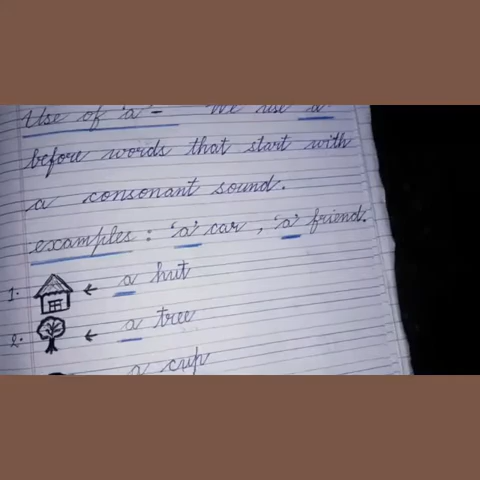 Use of 'a' - We use 'a'
before words that start with
a consonant sound.
examples : 'a' car , 'a' friend.
1. ← a hut
2. ← a tree
a cup